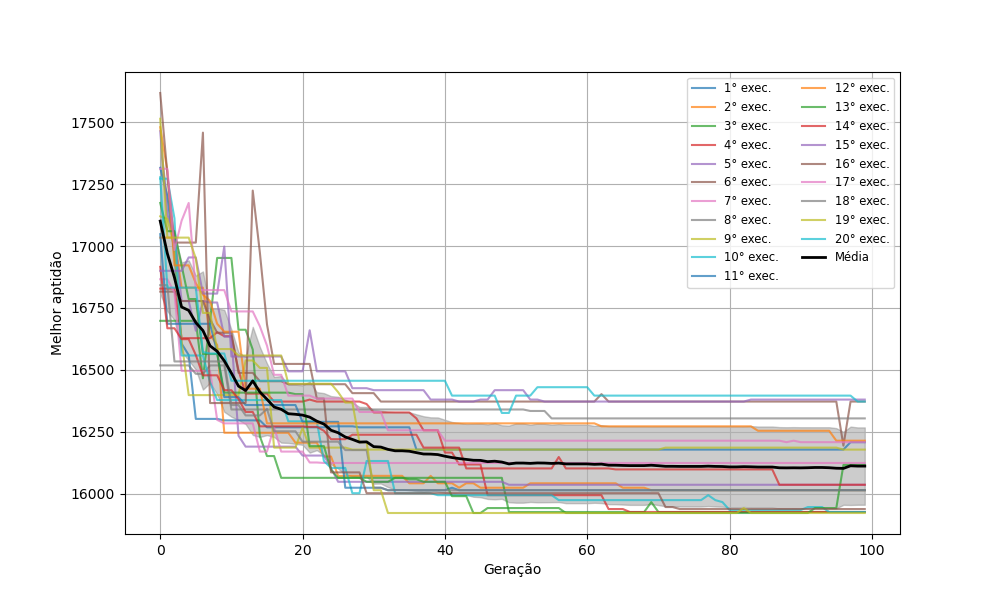 17500
17250
17000
16750
16500
16250
16000
Melhor aptidão
0
20
40
60
80
100
Geração
1° exec.
2° exec.
3° exec.
4° exec.
5° exec.
6° exec.
7° exec.
8° exec.
9° exec.
10° exec.
11° exec.
12° exec.
13° exec.
14° exec.
15° exec.
16° exec.
17° exec.
18° exec.
19° exec.
20° exec.
Média